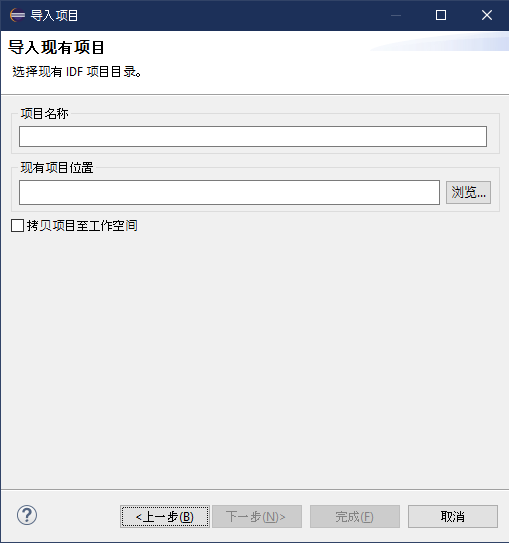 导入项目
导入现有项目
选择现有 IDF 项目目录。
项目名称
现有项目位置
浏览...
拷贝项目至工作空间
?
<上一步(B)
下一步(N)>
完成(F)
取消